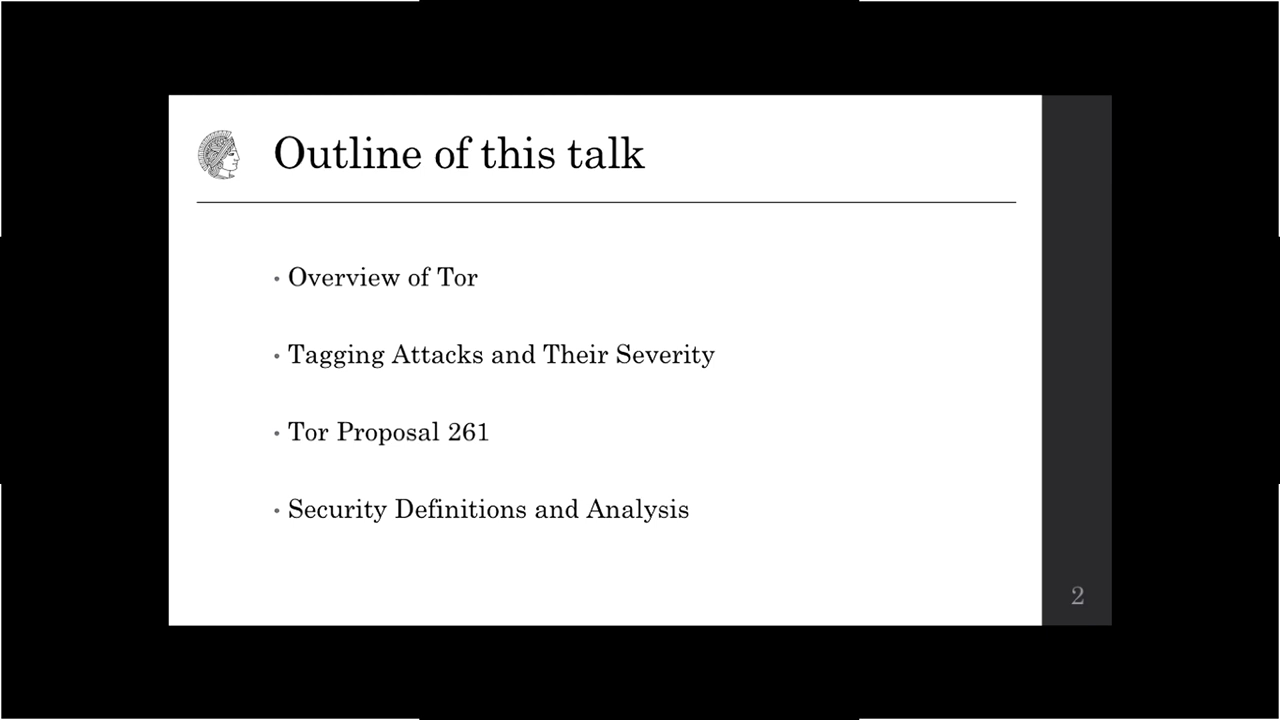 Outline of this talk
• Overview of Tor
• Tagging Attacks and Their Severity
• Tor Proposal 261
• Security Definitions and Analysis
2